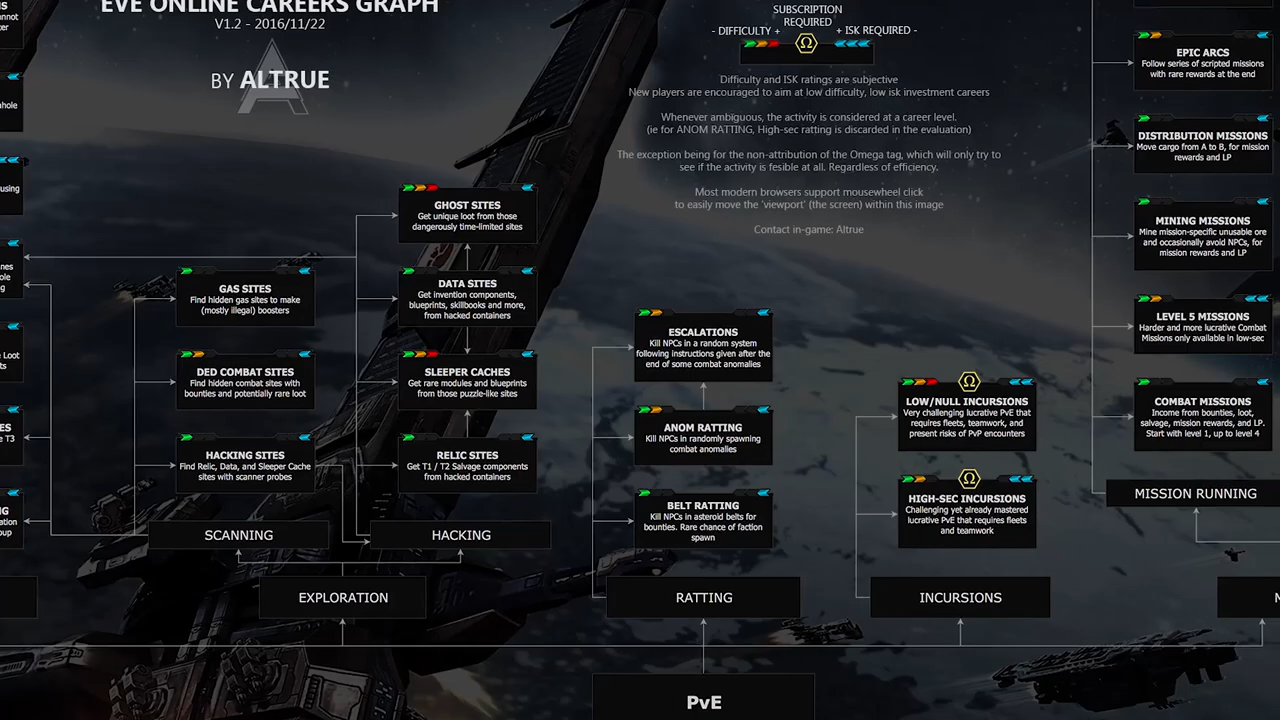 EVE ONLINE CAREERS GRAPH
V1.2 - 2016/11/22
BY ALTRUE
SUBSCRIPTION
REQUIRED
- DIFFICULTY +
+ ISK REQUIRED -
Ω
Difficulty and ISK ratings are subjective
New players are encouraged to aim at low difficulty, low isk investment careers
Whenever ambiguous, the activity is considered at a career level.
(ie for ANOM RATTING, High-sec ratting is discarded in the evaluation)
The exception being for the non-attribution of the Omega tag, which will only try to
see if the activity is fesible at all. Regardless of efficiency.
Most modern browsers support mousewheel click
to easily move the 'viewport' (the screen) within this image
Contact in-game: Altrue
GHOST SITES
Get unique loot from those
dangerously time-limited sites
DATA SITES
Get invention components,
blueprints, skillbooks and more,
from hacked containers
SLEEPER CACHES
Get rare modules and blueprints
from those puzzle-like sites
RELIC SITES
Get T1 / T2 Salvage components
from hacked containers
HACKING
GAS SITES
Find hidden gas sites to make
(mostly illegal) boosters
DED COMBAT SITES
Find hidden combat sites with
bounties and potentially rare loot
HACKING SITES
Find Relic, Data, and Sleeper Cache
sites with scanner probes
SCANNING
EXPLORATION
ESCALATIONS
Kill NPCs in a random system
following instructions given after the
end of some combat anomalies
ANOM RATTING
Kill NPCs in randomly spawning
combat anomalies
BELT RATTING
Kill NPCs in asteroid belts for
bounties. Rare chance of faction
spawn
RATTING
Ω
LOW/NULL INCURSIONS
Very challenging lucrative PvE that
requires fleets, teamwork, and
present risks of PvP encounters
Ω
HIGH-SEC INCURSIONS
Challenging yet already mastered
lucrative PvE that requires fleets
and teamwork
INCURSIONS
EPIC ARCS
Follow series of scripted missions
with rare rewards at the end
DISTRIBUTION MISSIONS
Move cargo from A to B, for mission
rewards and LP
MINING MISSIONS
Mine mission-specific unusable ore
and occasionally avoid NPCs, for
mission rewards and LP
LEVEL 5 MISSIONS
Harder and more lucrative Combat
Missions only available in low-sec
COMBAT MISSIONS
Income from bounties, loot,
salvage, mission rewards, and LP.
Start with level 1, up to level 4
MISSION RUNNING
PvE